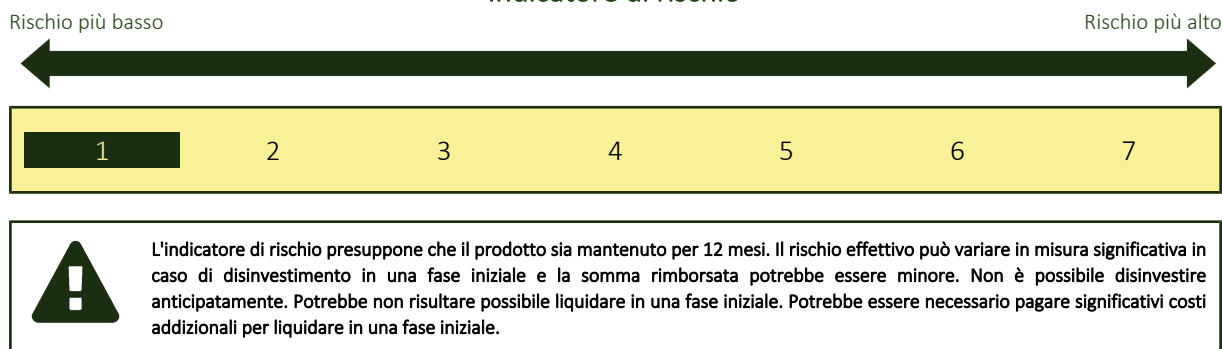 Indicatore di rischio
Rischio più basso
Rischio più alto
1 2 3 4 5 6 7
L'indicatore di rischio presuppone che il prodotto sia mantenuto per 12 mesi. Il rischio effettivo può variare in misura significativa in
caso di disinvestimento in una fase iniziale e la somma rimborsata potrebbe essere minore. Non è possibile disinvestire
anticipatamente. Potrebbe non risultare possibile liquidare in una fase iniziale. Potrebbe essere necessario pagare significativi costi
addizionali per liquidare in una fase iniziale.